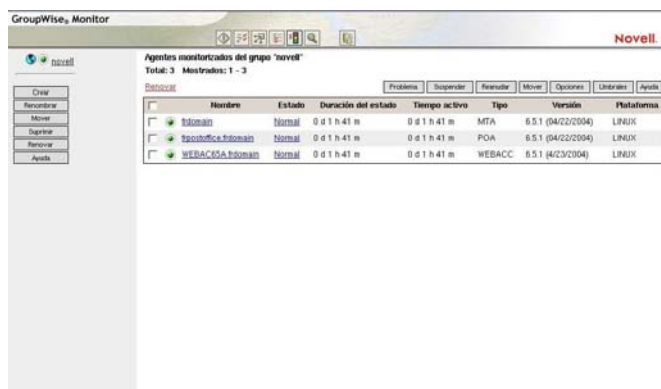 GroupWise® Monitor
Novell.
novell
Crear
Renombrar
Mover
Suprimir
Renovar
Ayuda
Agentes monitorizados del grupo "novell"
Total: 3 Mostrados: 1 - 3
Renovar
Problema Suspender Reanudar Mover Opciones Umbrales Ayuda
Nombre Estado Duración del estado Tiempo activo Tipo Versión Plataforma
frdomain Normal 0 d 1 h 41 m 0 d 1 h 41 m MTA 6.5.1 (04/22/2004) LINUX
frpostoffice.frdomain Normal 0 d 1 h 41 m 0 d 1 h 41 m POA 6.5.1 (04/22/2004) LINUX
WEBAC65A.frdomain Normal 0 d 1 h 41 m 0 d 1 h 41 m WEBACC 6.5.1 (4/23/2004) LINUX